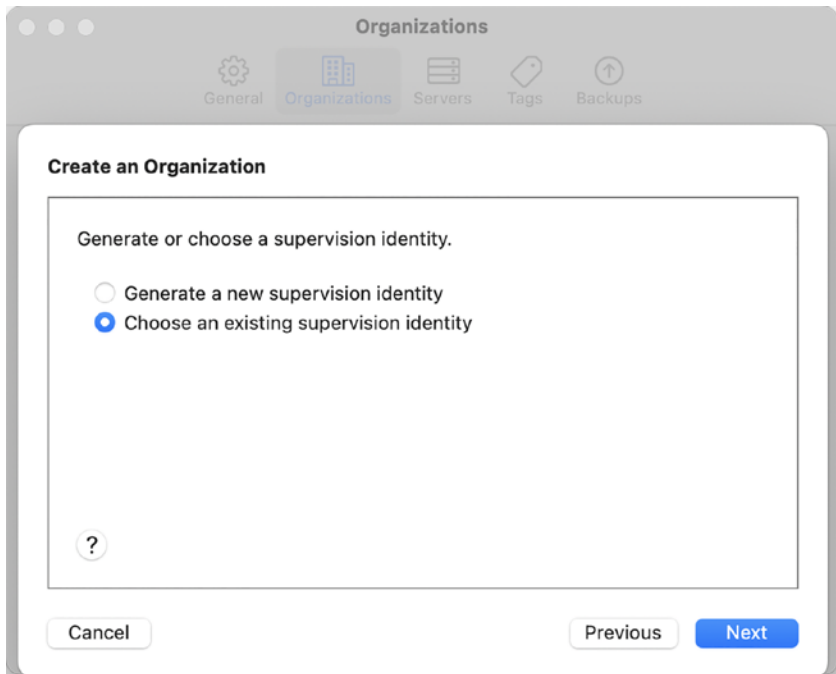 Organizations
General Organizations Servers Tags Backups
Create an Organization
Generate or choose a supervision identity.
Generate a new supervision identity
Choose an existing supervision identity
?
Cancel Previous Next